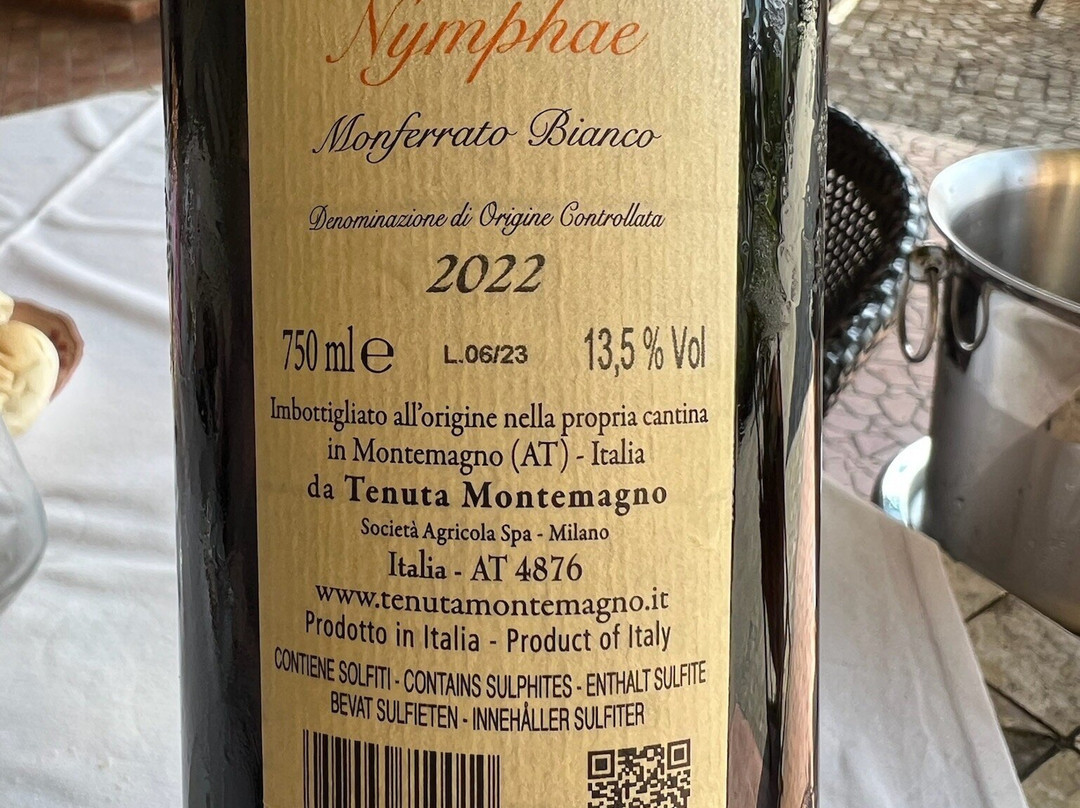 Nymphae
Monferrato Bianco
Denominazione di Origine Controllata
2022
750 ml e L.06/23 13,5 % Vol
Imbottigliato all'origine nella propria cantina
in Montemagno (AT) - Italia
da Tenuta Montemagno
Società Agricola Spa - Milano
Italia - AT 4876
www.tenutamontemagno.it
Prodotto in Italia - Product of Italy
CONTIENE SOLFITI - CONTAINS SULPHITES - ENTHALT SULFITE
BEVAT SULFIETEN - INNEHÅLLER SULFITER